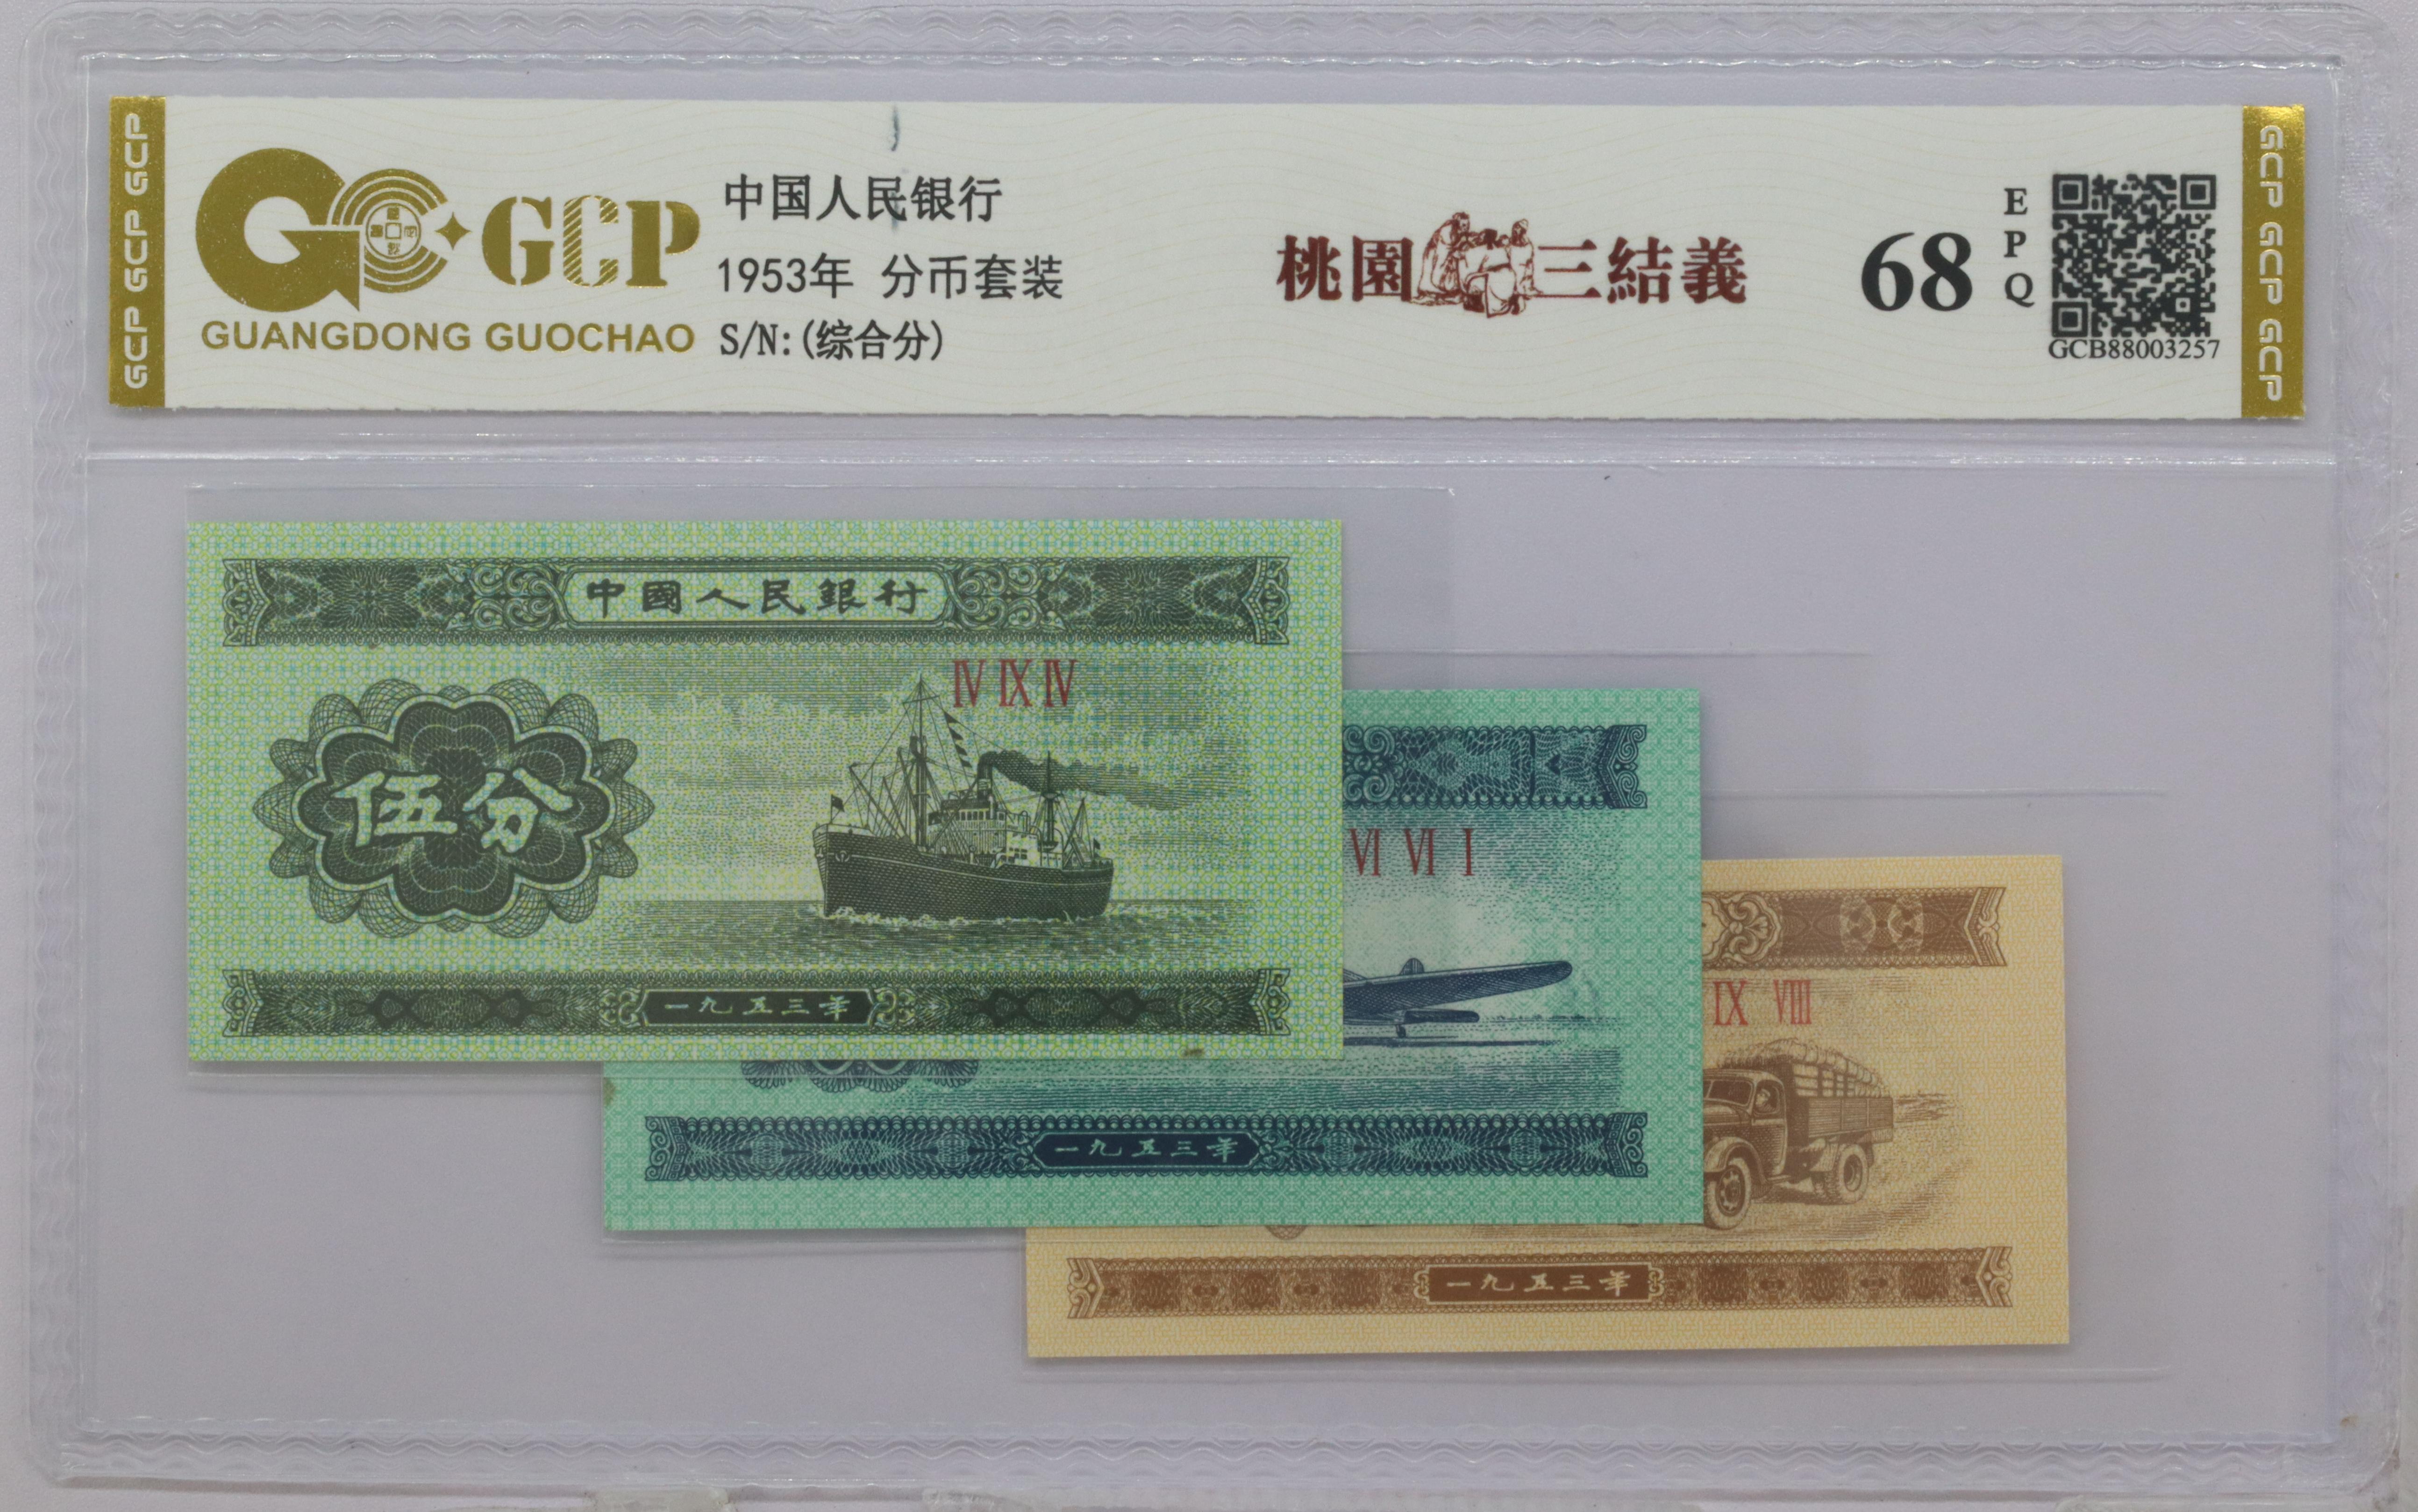 GCP GCP GCP
GCP
GUANGDONG GUOCHAO
中国人民银行
1953年 分币套装
S/N:(综合分)
桃園三結義
68
EPQ
GCB88003257
GCP GCP GCP
中國人民銀行
IV IX IV
伍分
一九五三年
VI VI I
一九五三年
IX VIII
一九五三年